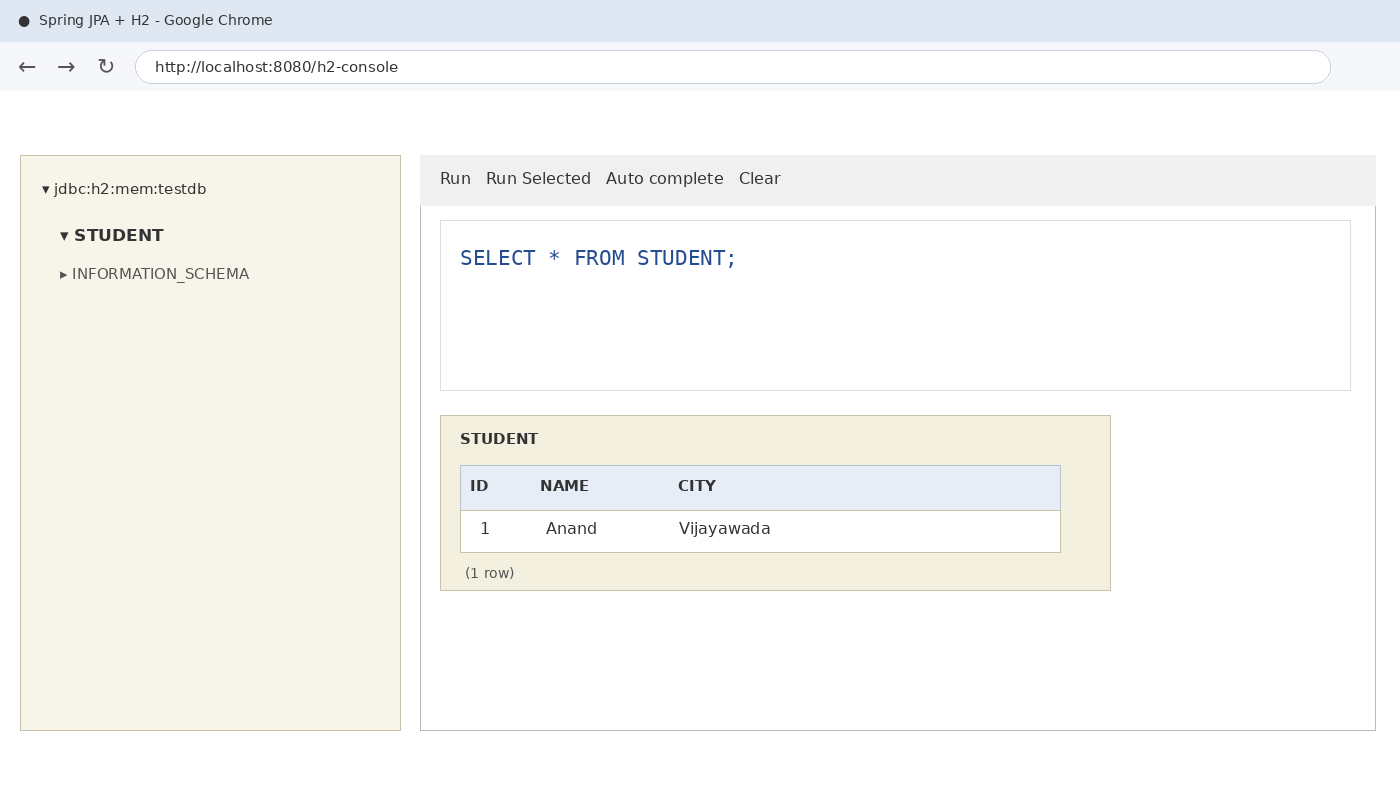 Spring JPA + H2 - Google Chrome
http://localhost:8080/h2-console
jdbc:h2:mem:testdb
STUDENT
INFORMATION_SCHEMA
Run Run Selected Auto complete Clear
SELECT * FROM STUDENT;
STUDENT
ID NAME CITY
1 Anand Vijayawada
(1 row)